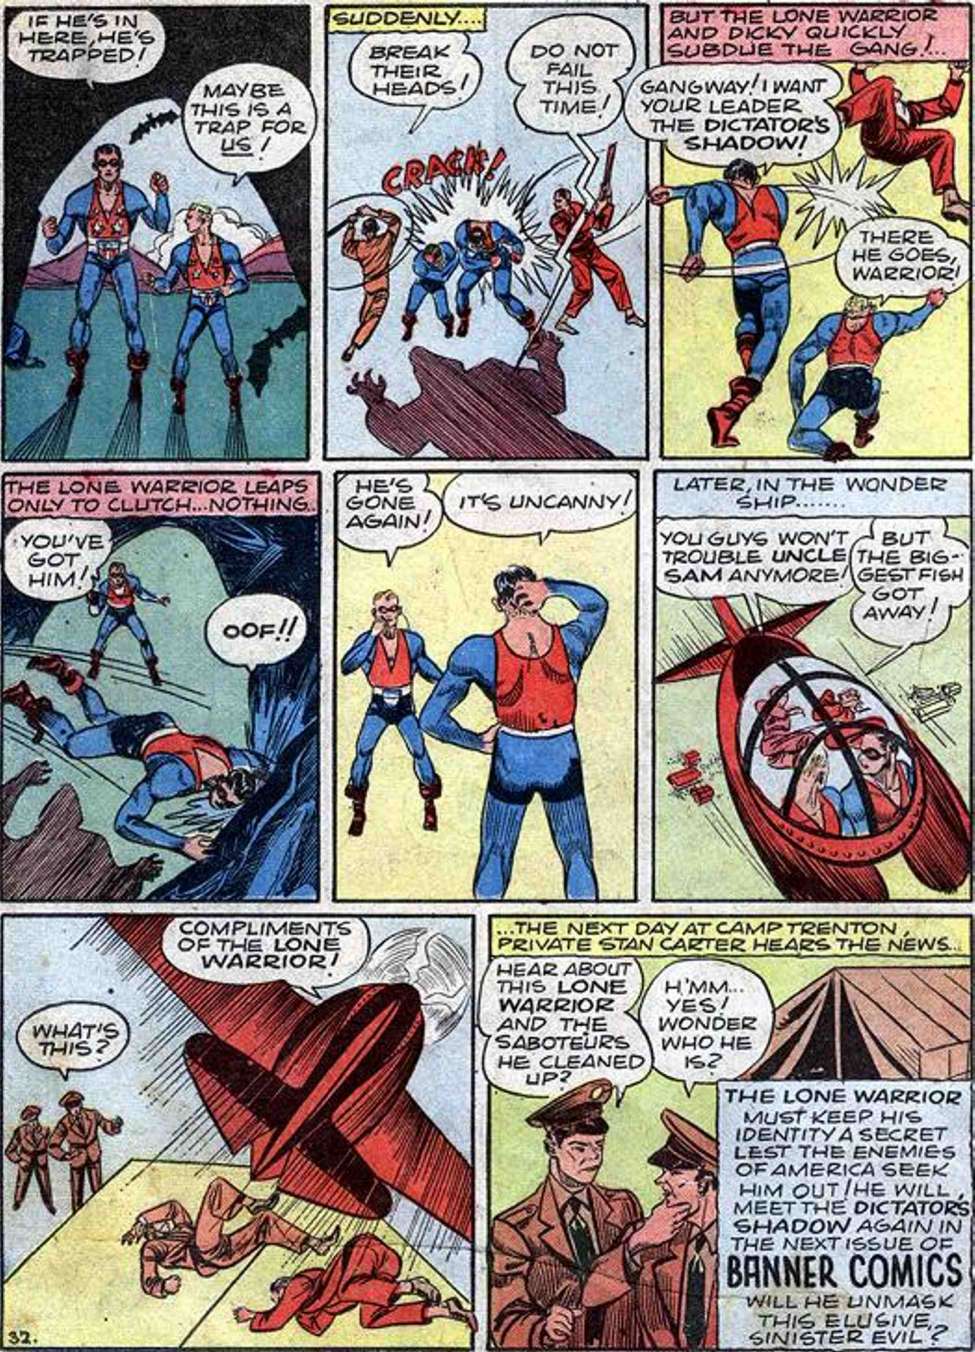 IF HE'S IN
HERE, HE'S
TRAPPED!
MAYBE
THIS IS A
TRAP FOR
US!
SUDDENLY....
BREAK
THEIR
HEADS!
DO NOT
FAIL
THIS
TIME!
CRACK!
BUT THE LONE WARRIOR
AND DICKY QUICKLY
SUBDUE THE GANG!...
GANGWAY! I WANT
YOUR LEADER
THE DICTATOR'S
SHADOW!
THERE
HE GOES,
WARRIOR!
THE LONE WARRIOR LEAPS
ONLY TO CLUTCH...NOTHING.
YOU'VE
GOT
HIM!
OOF!!
HE'S
GONE
AGAIN!
IT'S UNCANNY!
LATER, IN THE WONDER
SHIP.......
YOU GUYS WON'T
TROUBLE UNCLE
SAM ANYMORE!
BUT
THE BIG-
GEST FISH
GOT
AWAY!
COMPLIMENTS
OF THE LONE
WARRIOR!
WHAT'S
THIS?
32.
...THE NEXT DAY AT CAMP TRENTON,
PRIVATE STAN CARTER HEARS THE NEWS...
HEAR ABOUT
THIS LONE
WARRIOR
AND THE
SABOTEURS
HE CLEANED
UP?
H'MM...
YES!
WONDER
WHO HE
IS?
THE LONE WARRIOR
MUST KEEP HIS
IDENTITY A SECRET
LEST THE ENEMIES
OF AMERICA SEEK
HIM OUT! HE WILL
MEET THE DICTATOR'S
SHADOW AGAIN IN
THE NEXT ISSUE OF
BANNER COMICS
WILL HE UNMASK
THIS ELUSIVE,
SINISTER EVIL?